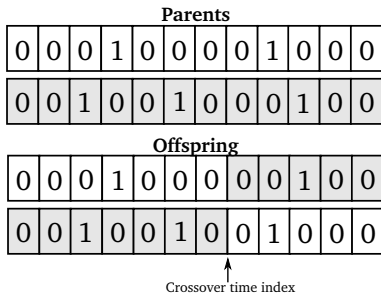 Parents
0 0 0 1 0 0 0 0 1 0 0 0
0 0 1 0 0 1 0 0 0 1 0 0
Offspring
0 0 0 1 0 0 0 0 0 1 0 0
0 0 1 0 0 1 0 0 1 0 0 0
Crossover time index